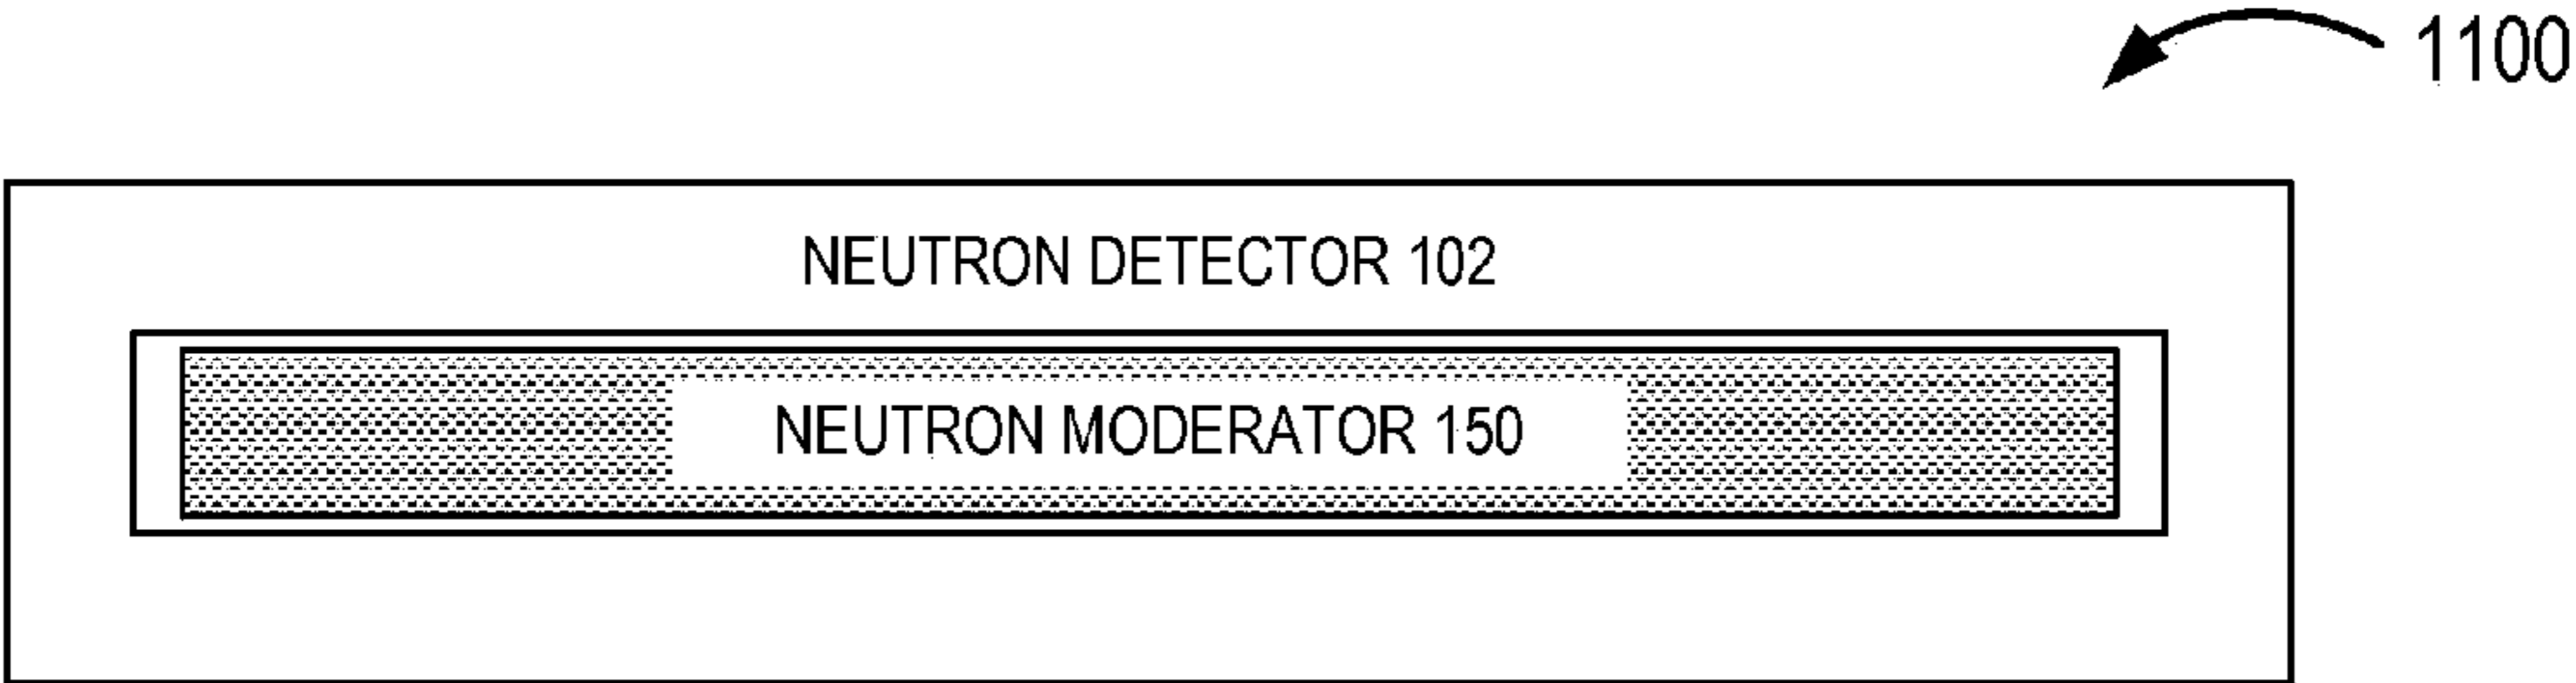 1100
NEUTRON DETECTOR 102
NEUTRON MODERATOR 150